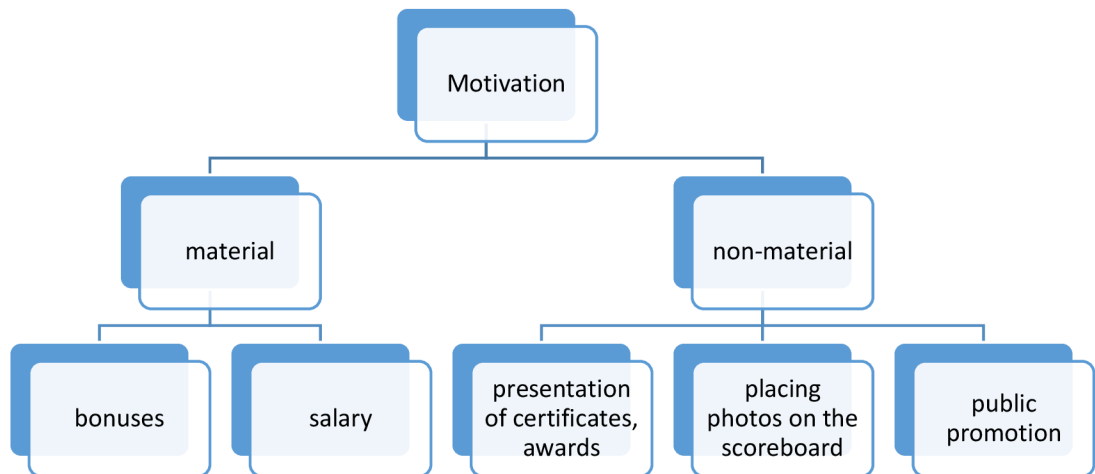 Motivation
material
non-material
bonuses
salary
presentation
of certificates,
awards
placing
photos on the
scoreboard
public
promotion